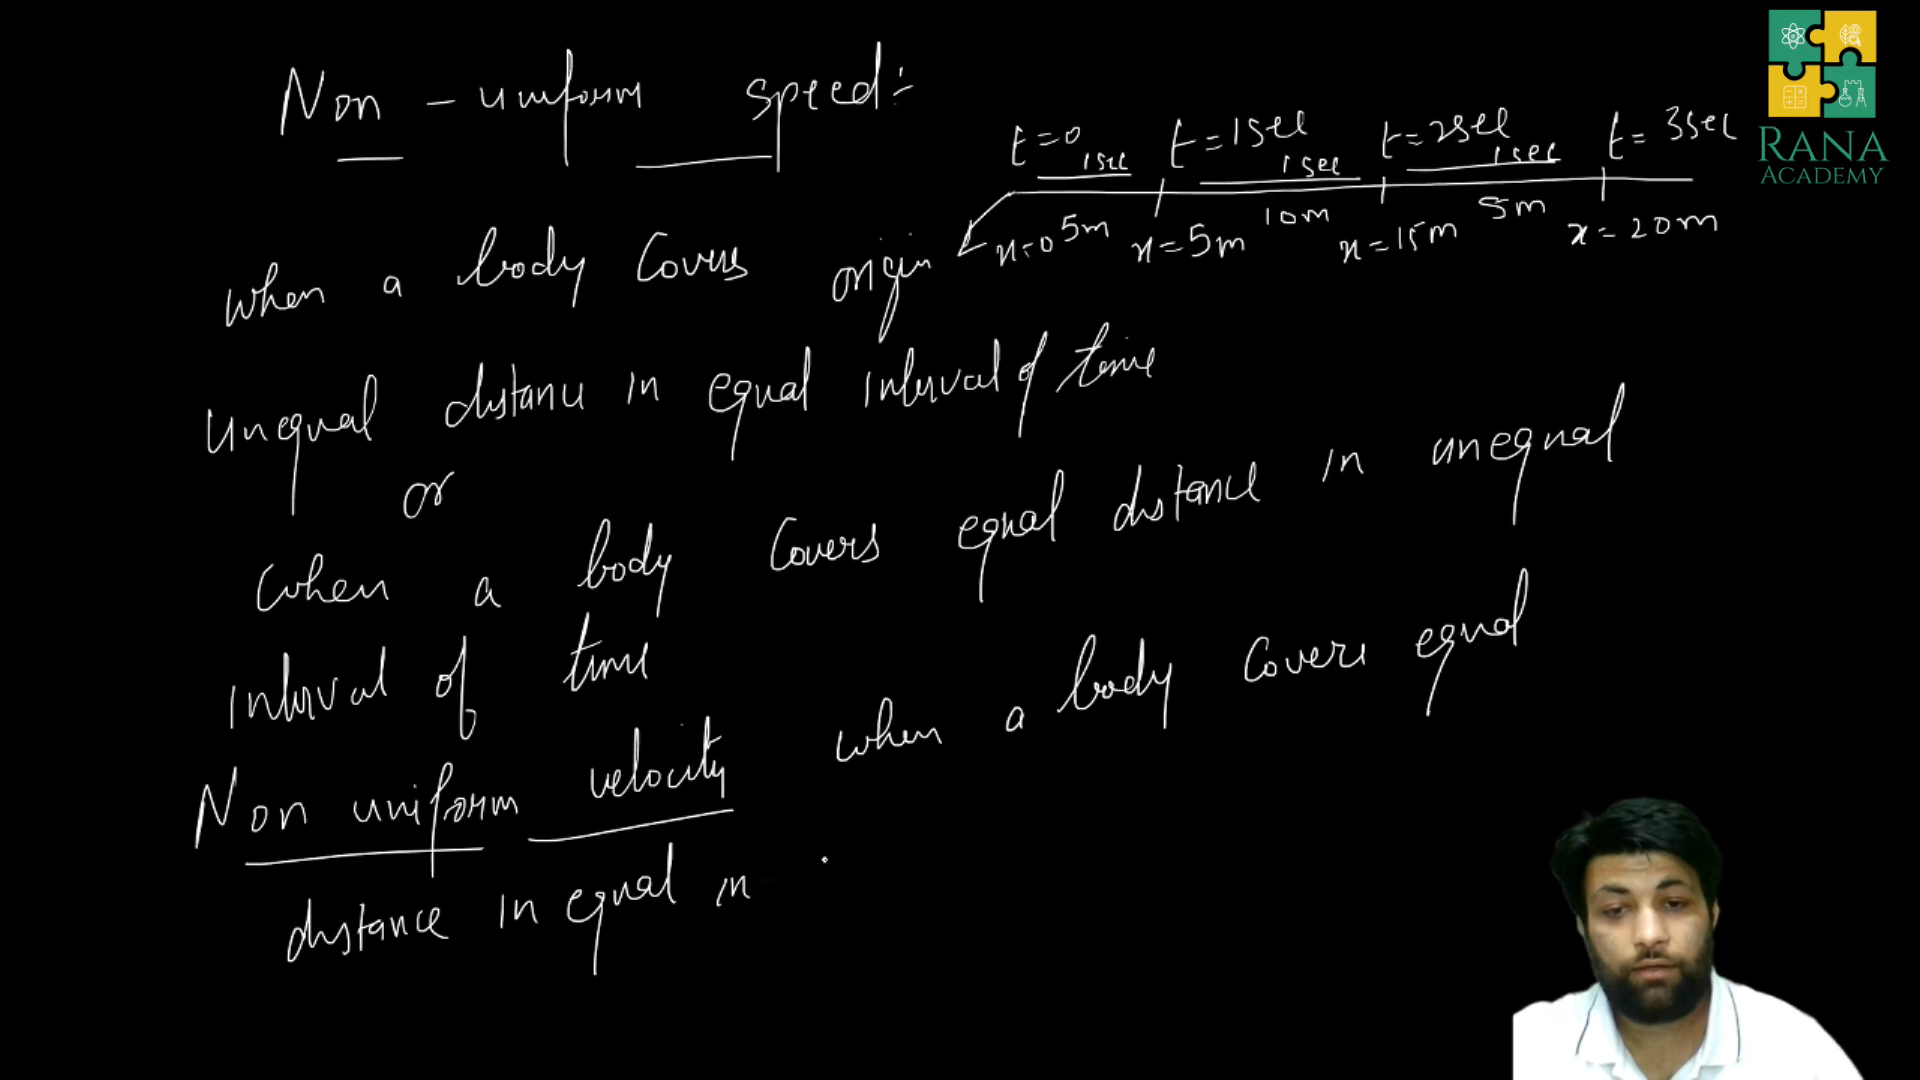 Non - uniform speed :-
t=0 t=1sec t=2sec t= 3sec
1sec 1sec 1sec
5m 10m 5m
x=0 x=5m x=15m x=20m
RANA
ACADEMY
when a body covers origin
unequal distance in equal interval of time
or
when a body covers equal distance in unequal
interval of time
Non uniform velocity when a body covers equal
distance in equal in